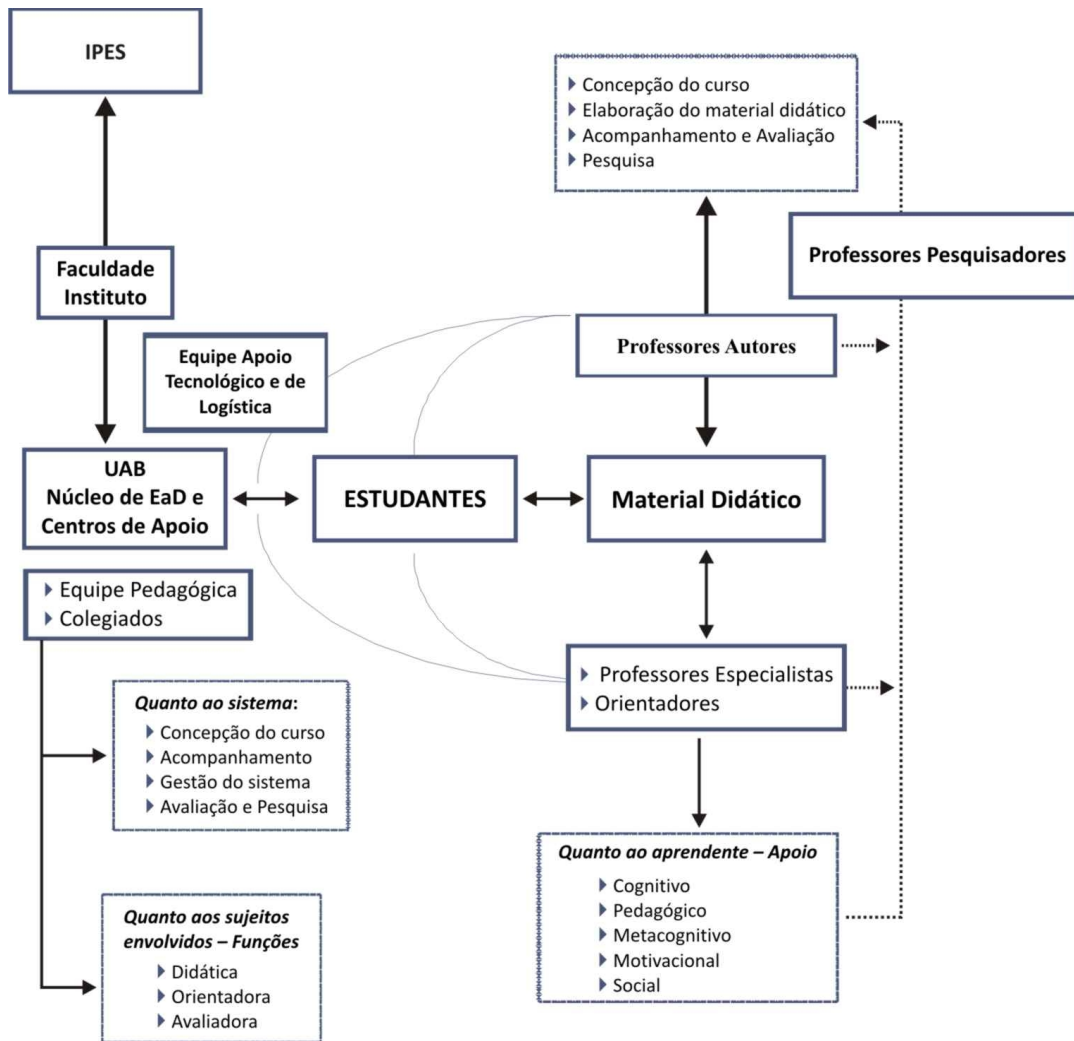 IPES
Concepção do curso
Elaboração do material didático
Acompanhamento e Avaliação
Pesquisa
Professores Pesquisadores
Faculdade
Instituto
Equipe Apoio
Tecnológico e de
Logística
Professores Autores
UAB
Núcleo de EaD e
Centros de Apoio
ESTUDANTES
Material Didático
Equipe Pedagógica
Colegiados
Professores Especialistas
Orientadores
Quanto ao sistema:
Concepção do curso
Acompanhamento
Gestão do sistema
Avaliação e Pesquisa
Quanto ao aprendente – Apoio
Cognitivo
Pedagógico
Metacognitivo
Motivacional
Social
Quanto aos sujeitos
envolvidos – Funções
Didática
Orientadora
Avaliadora